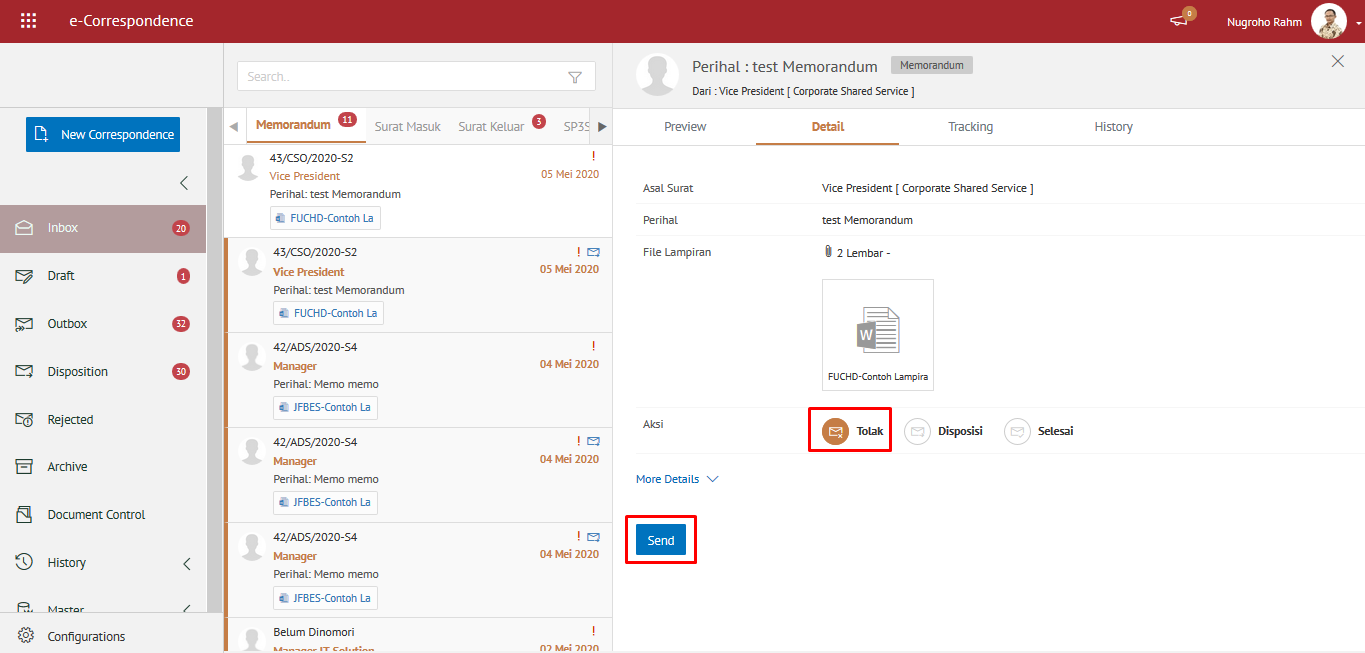 e-Correspondence
0
Nugroho Rahm
New Correspondence
Inbox
20
Draft
1
Outbox
32
Disposition
30
Rejected
Archive
Document Control
History
Master
Configurations
Search..
Memorandum 11 Surat Masuk Surat Keluar 3 SP3S
43/CSO/2020-S2 !
Vice President 05 Mei 2020
Perihal: test Memorandum
FUCHD-Contoh La
43/CSO/2020-S2 !
Vice President 05 Mei 2020
Perihal: test Memorandum
FUCHD-Contoh La
42/ADS/2020-S4 !
Manager 04 Mei 2020
Perihal: Memo memo
JFBES-Contoh La
42/ADS/2020-S4 !
Manager 04 Mei 2020
Perihal: Memo memo
JFBES-Contoh La
42/ADS/2020-S4 !
Manager 04 Mei 2020
Perihal: Memo memo
JFBES-Contoh La
Belum Dinomori !
Manager IT Solution 02 Mei 2020
Perihal : test Memorandum Memorandum
Dari : Vice President [ Corporate Shared Service ]
Preview Detail Tracking History
Asal Surat Vice President [ Corporate Shared Service ]
Perihal test Memorandum
File Lampiran 2 Lembar -
W
FUCHD-Contoh Lampira
Aksi Tolak Disposisi Selesai
More Details
Send